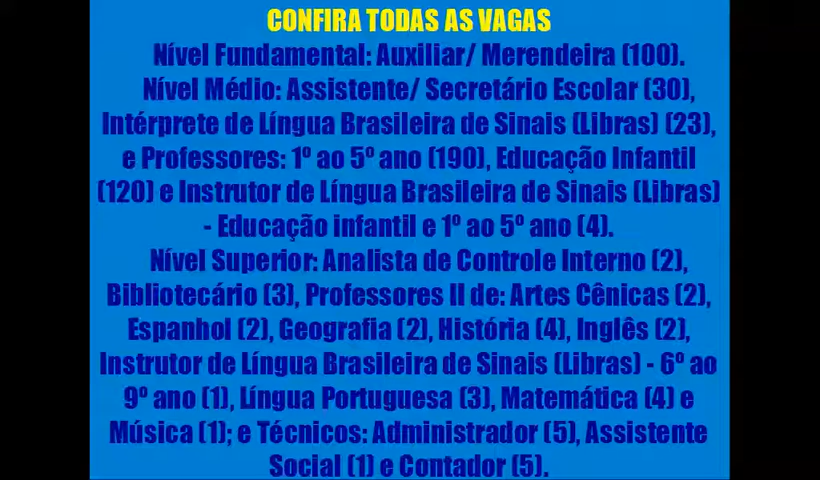 CONFIRA TODAS AS VAGAS
Nível Fundamental: Auxiliar/ Merendeira (100).
Nível Médio: Assistente/ Secretário Escolar (30),
Intérprete de Língua Brasileira de Sinais (Libras) (23),
e Professores: 1º ao 5º ano (190), Educação Infantil
(120) e Instrutor de Língua Brasileira de Sinais (Libras)
- Educação infantil e 1º ao 5º ano (4).
Nível Superior: Analista de Controle Interno (2),
Bibliotecário (3), Professores II de: Artes Cênicas (2),
Espanhol (2), Geografia (2), História (4), Inglês (2),
Instrutor de Língua Brasileira de Sinais (Libras) - 6º ao
9º ano (1), Língua Portuguesa (3), Matemática (4) e
Música (1); e Técnicos: Administrador (5), Assistente
Social (1) e Contador (5).